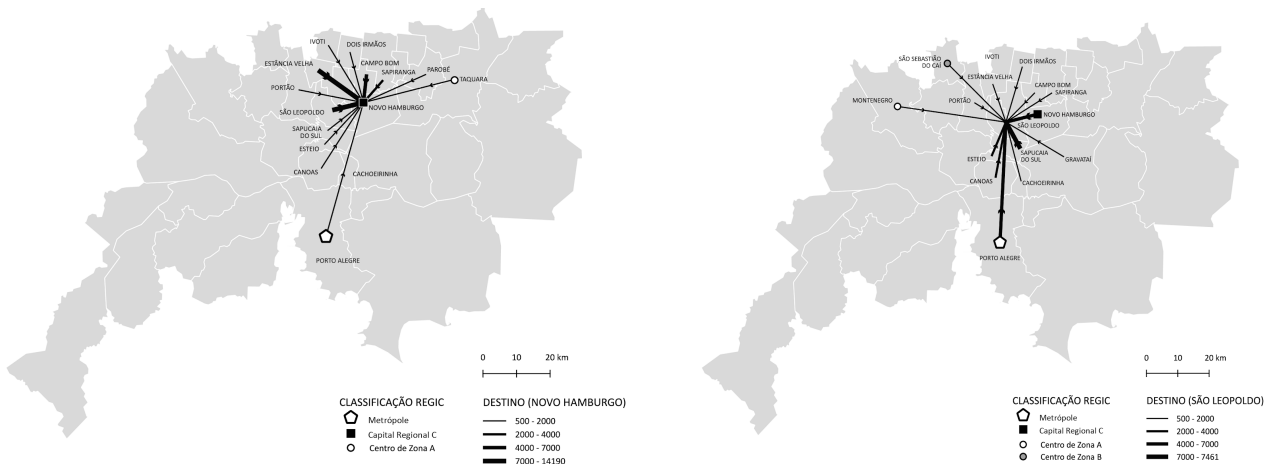 IVOTI
DOIS IRMÃOS
ESTÂNCIA VELHA
CAMPO BOM
SAPIRANGA
PAROBÉ
TAQUARA
PORTÃO
NOVO HAMBURGO
SÃO LEOPOLDO
SAPUCAIA
DO SUL
ESTEIO
CANOAS
CACHOEIRINHA
PORTO ALEGRE
0 10 20 km
CLASSIFICAÇÃO REGIC
Metrópole
Capital Regional C
Centro de Zona A
DESTINO (NOVO HAMBURGO)
500 - 2000
2000 - 4000
4000 - 7000
7000 - 14190
SÃO SEBASTIÃO
DO CAÍ
IVOTI
DOIS IRMÃOS
ESTÂNCIA VELHA
CAMPO BOM
SAPIRANGA
MONTENEGRO
PORTÃO
NOVO HAMBURGO
SÃO LEOPOLDO
SAPUCAIA
DO SUL
ESTEIO
GRAVATAÍ
CANOAS
CACHOEIRINHA
PORTO ALEGRE
0 10 20 km
CLASSIFICAÇÃO REGIC
Metrópole
Capital Regional C
Centro de Zona A
Centro de Zona B
DESTINO (SÃO LEOPOLDO)
500 - 2000
2000 - 4000
4000 - 7000
7000 - 7461